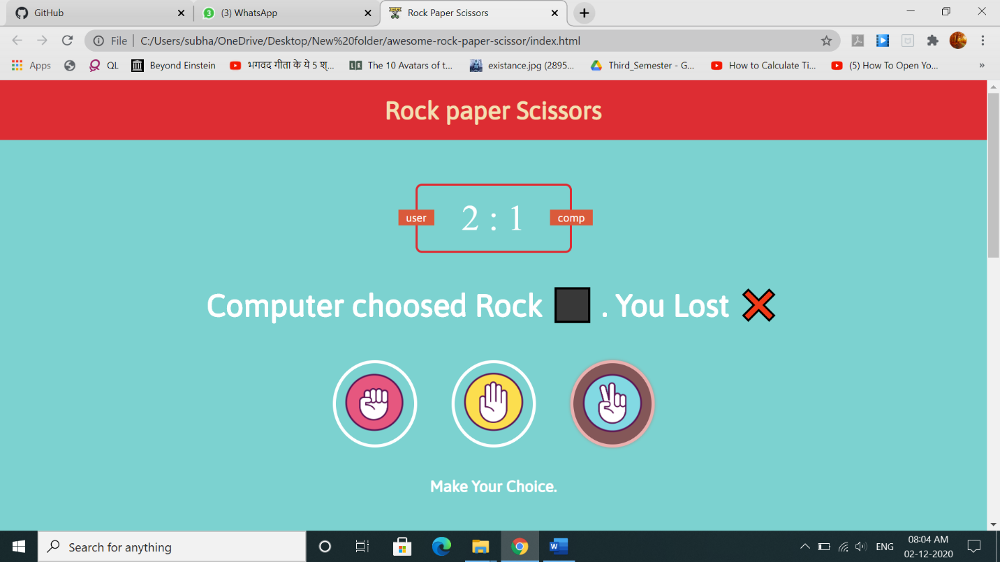 GitHub
(3) WhatsApp
Rock Paper Scissors
File
C:/Users/subha/OneDrive/Desktop/New%20folder/awesome-rock-paper-scissor/index.html
Apps
QL
Beyond Einstein
भगवद गीता के ये 5 श्...
The 10 Avatars of t...
existance.jpg (2895...
Third_Semester - G...
How to Calculate Ti...
(5) How To Open Yo...
»
Rock paper Scissors
user
2 : 1
comp
Computer choosed Rock ⬛ . You Lost ❌
Make Your Choice.
Search for anything
ENG
08:04 AM
02-12-2020